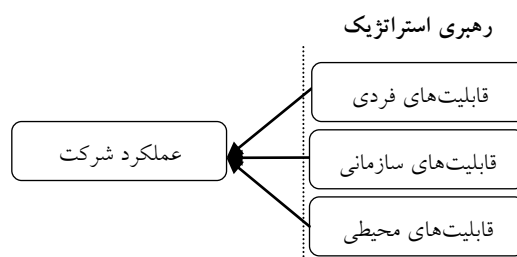 رهبری استراتژیک
قابلیت‌های فردی
قابلیت‌های سازمانی
عملکرد شرکت
قابلیت‌های محیطی